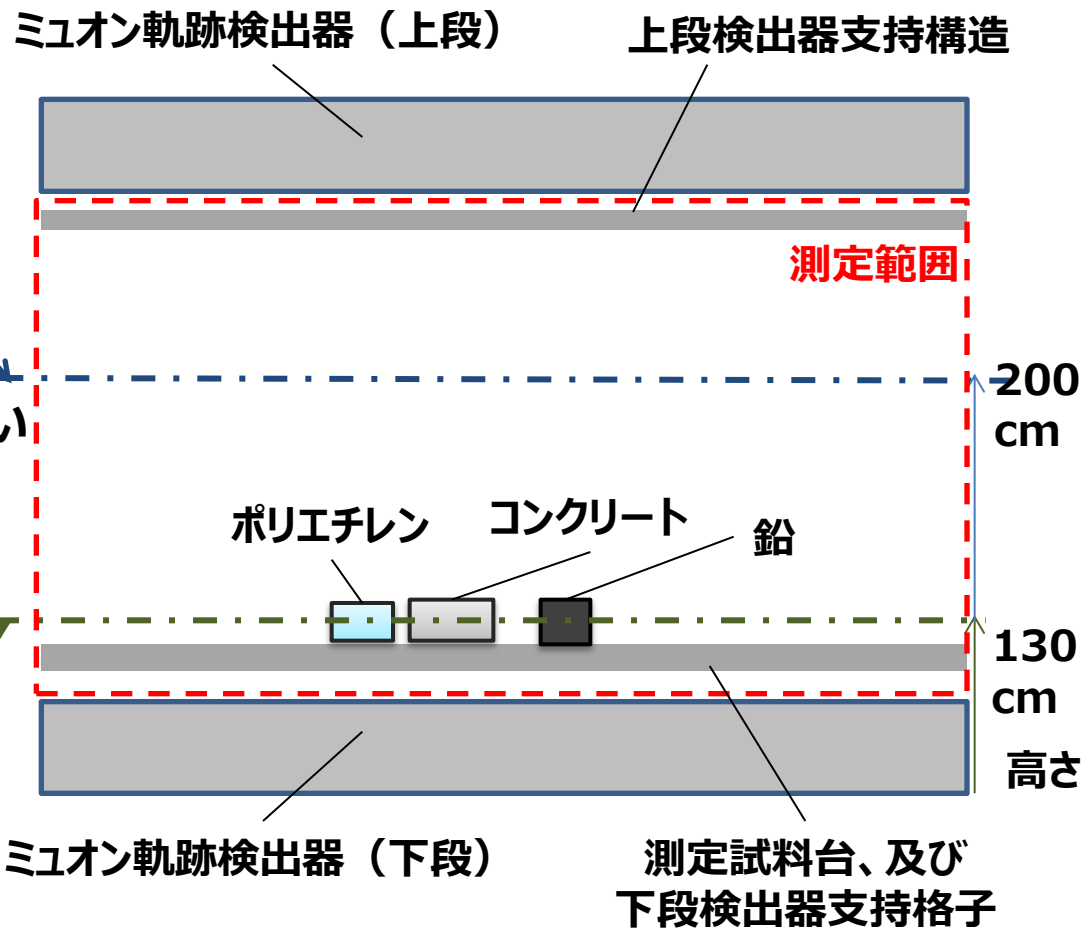 ミュオン軌跡検出器（上段）
上段検出器支持構造
測定範囲
200
cm
い
ポリエチレン
コンクリート
鉛
130
cm
高さ
ミュオン軌跡検出器（下段）
測定試料台、及び
下段検出器支持格子